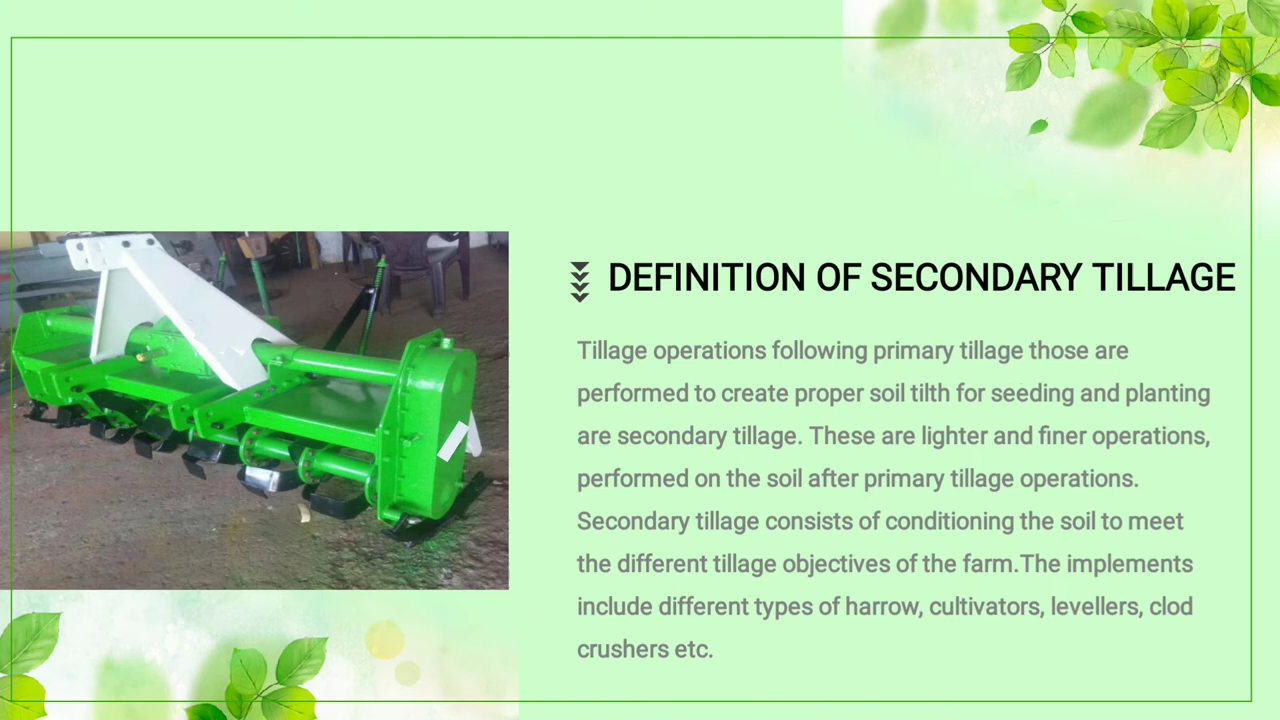 DEFINITION OF SECONDARY TILLAGE
Tillage operations following primary tillage those are
performed to create proper soil tilth for seeding and planting
are secondary tillage. These are lighter and finer operations,
performed on the soil after primary tillage operations.
Secondary tillage consists of conditioning the soil to meet
the different tillage objectives of the farm.The implements
include different types of harrow, cultivators, levellers, clod
crushers etc.